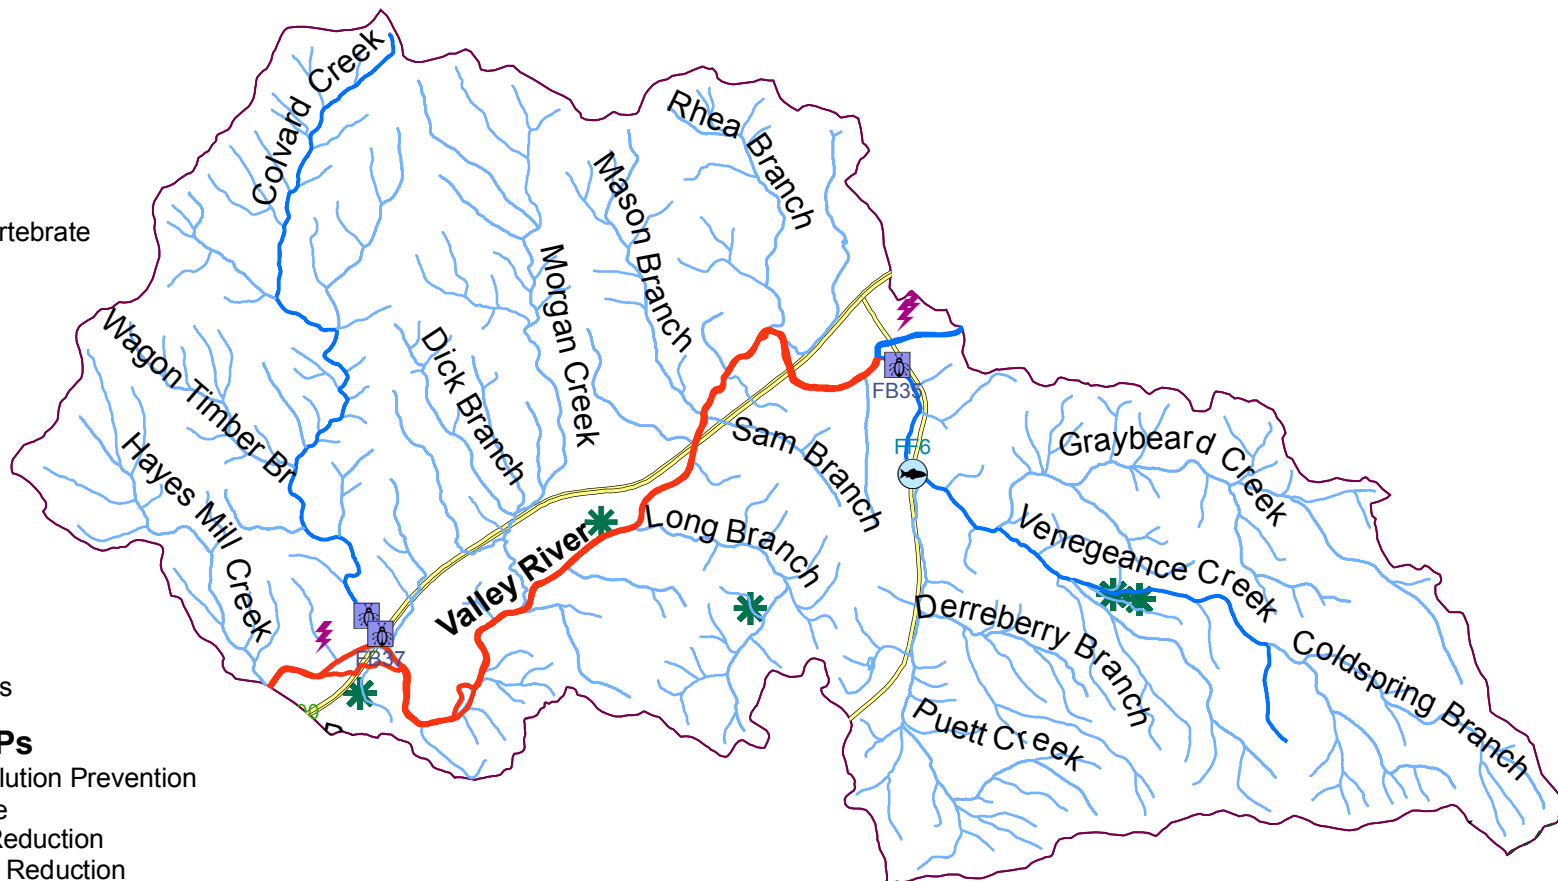 Colvard Creek
Rhea Branch
Mason Branch
rtebrate
Morgan Creek
Wagon Timber Br
Dick Branch
FB35
Sam Branch
FF6
Graybeard Creek
Hayes Mill Creek
Long Branch
Valley River
Venegeance Creek
Derreberry Branch
Coldspring Branch
FB37
s
Puett Creek
Ps
lution Prevention
e
Reduction
Reduction